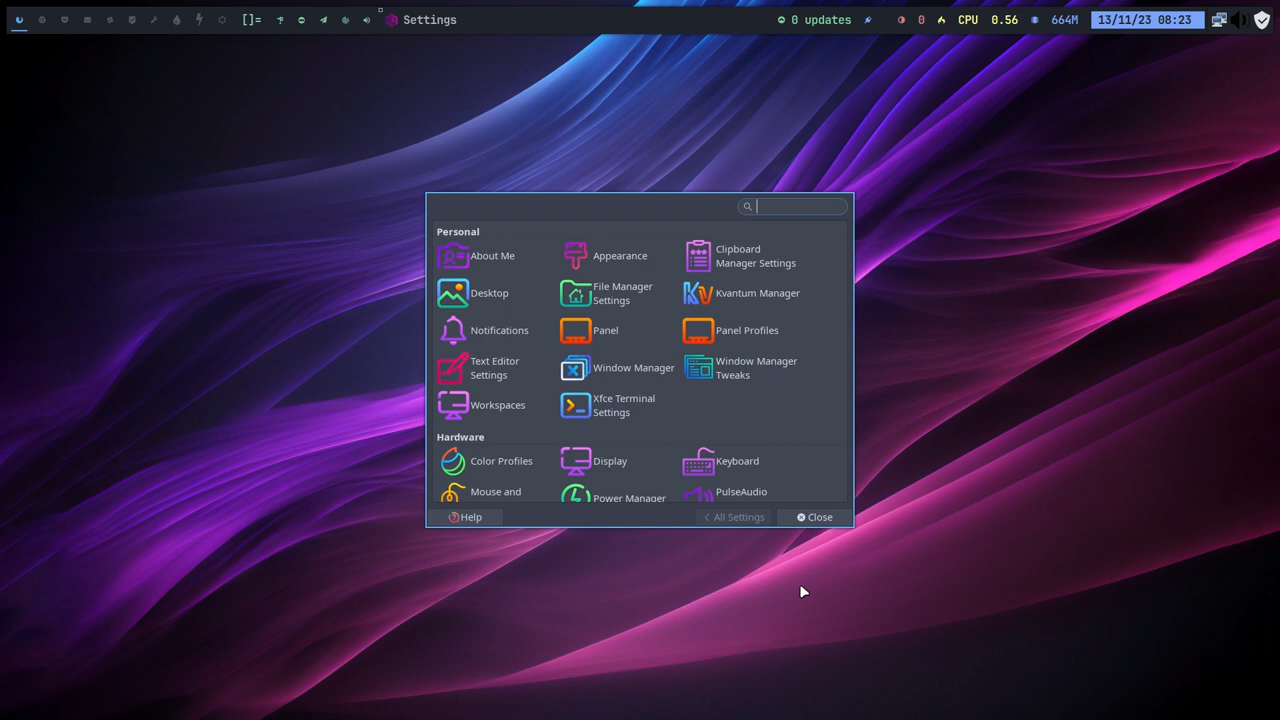 []= Settings 0 updates 0 CPU 0.56 664M 13/11/23 08:23
Personal
About Me Appearance Clipboard
Manager Settings
Desktop File Manager
Settings Kvantum Manager
Notifications Panel Panel Profiles
Text Editor
Settings Window Manager Window Manager
Tweaks
Workspaces Xfce Terminal
Settings
Hardware
Color Profiles Display Keyboard
Mouse and Power Manager PulseAudio
Help All Settings Close